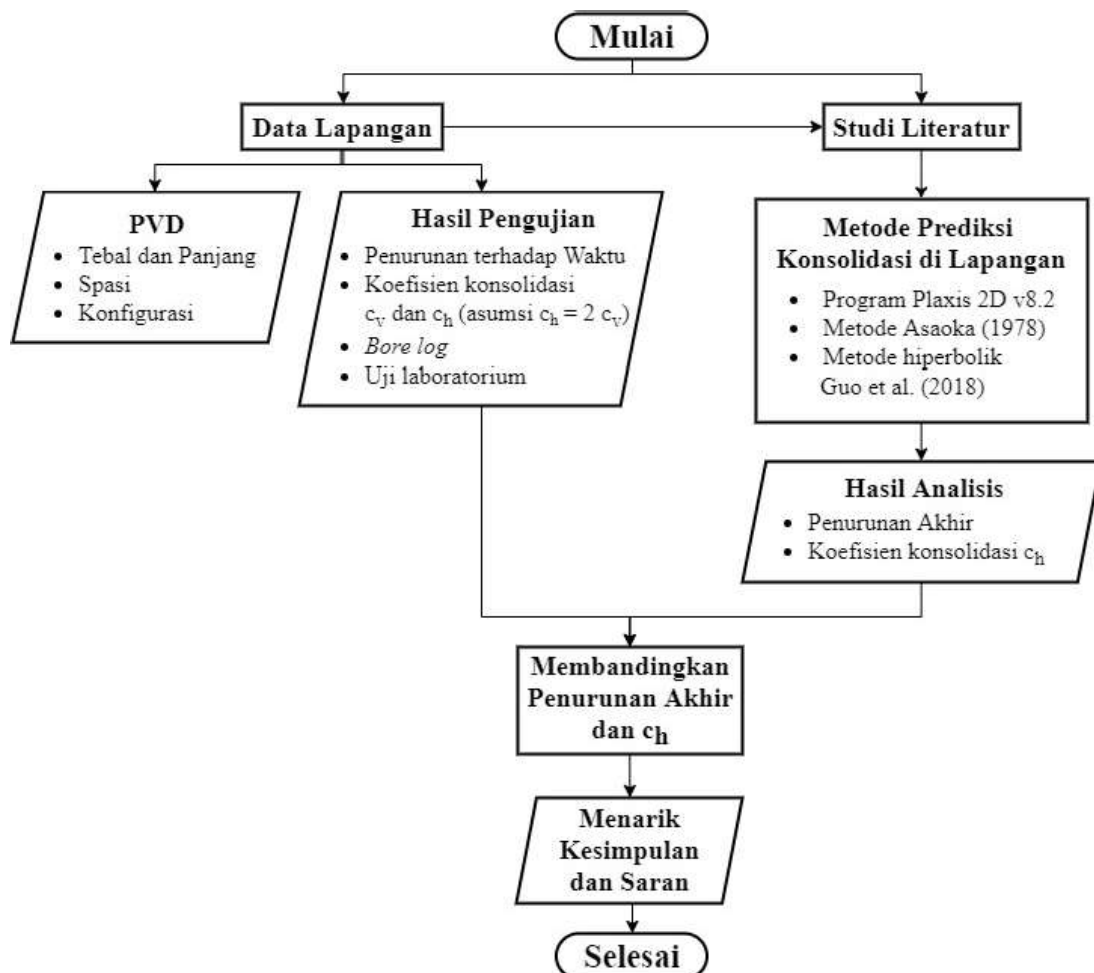 Mulai
Data Lapangan
Studi Literatur
PVD
• Tebal dan Panjang
• Spasi
• Konfigurasi
Hasil Pengujian
• Penurunan terhadap Waktu
• Koefisien konsolidasi
cv dan ch (asumsi ch = 2 cv)
• Bore log
• Uji laboratorium
Metode Prediksi
Konsolidasi di Lapangan
• Program Plaxis 2D v8.2
• Metode Asaoka (1978)
• Metode hiperbolik
Guo et al. (2018)
Hasil Analisis
• Penurunan Akhir
• Koefisien konsolidasi ch
Membandingkan
Penurunan Akhir
dan ch
Menarik
Kesimpulan
dan Saran
Selesai